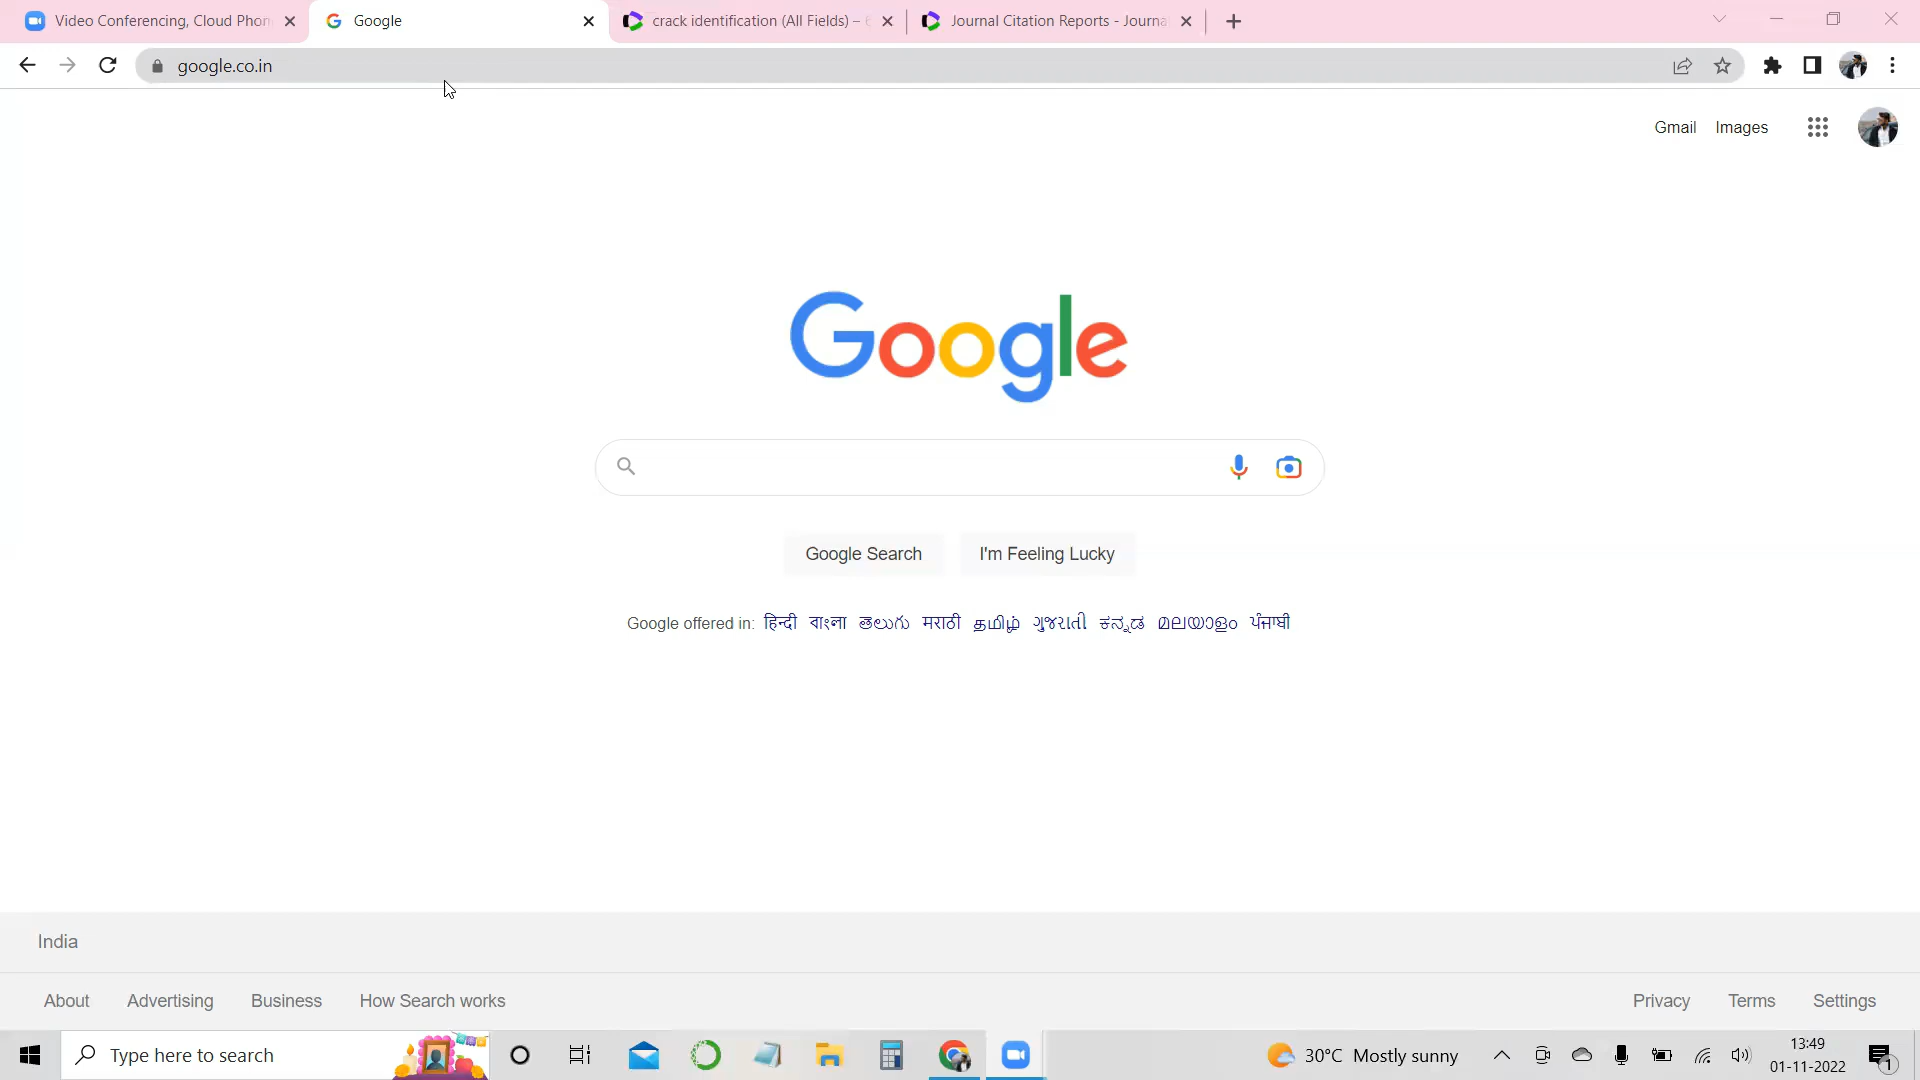 Video Conferencing, Cloud Phon
Google
crack identification (All Fields) – 6
Journal Citation Reports - Journa
google.co.in
Gmail
Images
Google
Google Search
I'm Feeling Lucky
Google offered in: हिन्दी বাংলা తెలుగు मराठी தமிழ் ગુજરાતી ಕನ್ನಡ മലയാളം ਪੰਜਾਬੀ
India
About
Advertising
Business
How Search works
Privacy
Terms
Settings
Type here to search
30°C Mostly sunny
13:49
01-11-2022
1